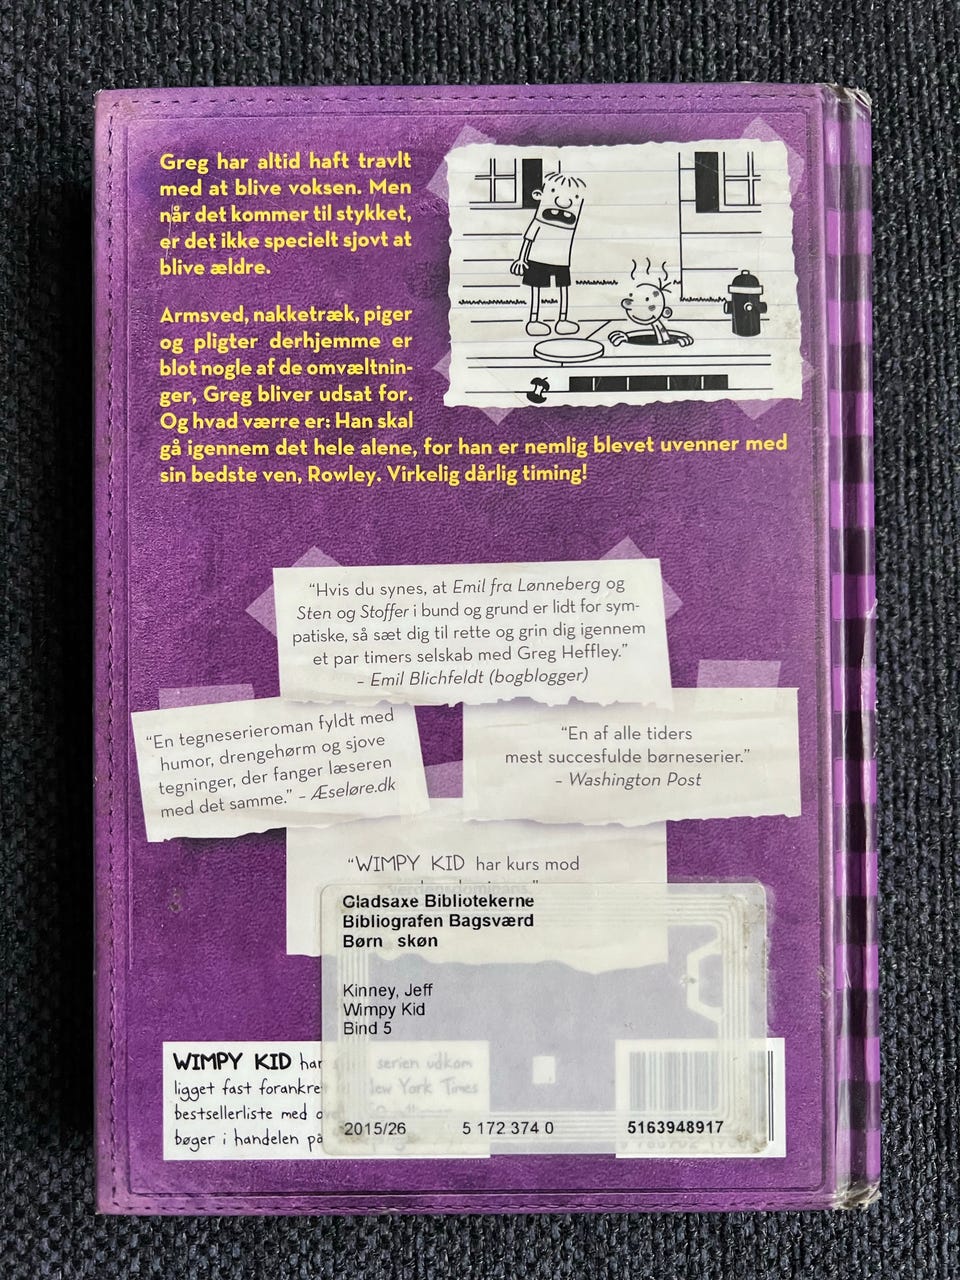 Greg har altid haft travlt
med at blive voksen. Men
når det kommer til stykket,
er det ikke specielt sjovt at
blive ældre.
Armsved, nakketræk, piger
og pligter derhjemme er
blot nogle af de omvæltnin-
ger, Greg bliver udsat for.
Og hvad værre er: Han skal
gå igennem det hele alene, for han er nemlig blevet uvenner med
sin bedste ven, Rowley. Virkelig dårlig timing!
"Hvis du synes, at Emil fra Lønneberg og
Sten og Stoffer i bund og grund er lidt for sym-
patiske, så sæt dig til rette og grin dig igennem
et par timers selskab med Greg Heffley."
– Emil Blichfeldt (bogblogger)
"En tegneserieroman fyldt med
humor, drengehørm og sjove
tegninger, der fanger læseren
med det samme." – Æseløre.dk
"En af alle tiders
mest succesfulde børneserier."
– Washington Post
"WIMPY KID har kurs mod
verdensdominans."
Gladsaxe Bibliotekerne
Bibliografen Bagsværd
Børn skøn
Kinney, Jeff
Wimpy Kid
Bind 5
2015/26 5 172 374 0 5163948917
WIMPY KID har serien udkom
ligget fast forankre New York Times
bestsellerliste med
bøger i handelen på